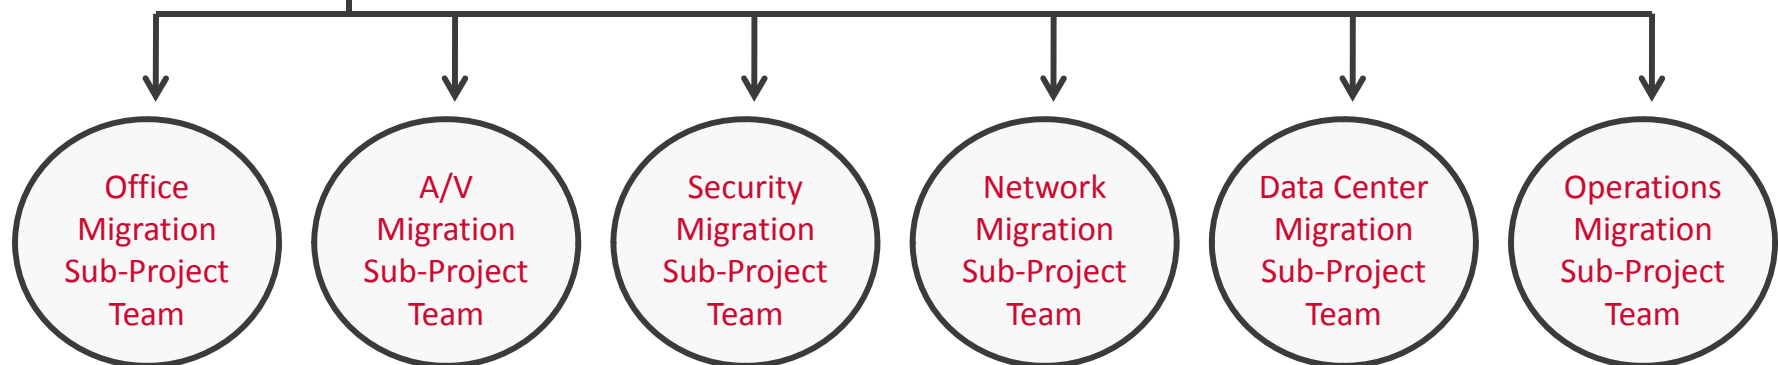 Office
Migration
Sub-Project
Team
A/V
Migration
Sub-Project
Team
Security
Migration
Sub-Project
Team
Network
Migration
Sub-Project
Team
Data Center
Migration
Sub-Project
Team
Operations
Migration
Sub-Project
Team